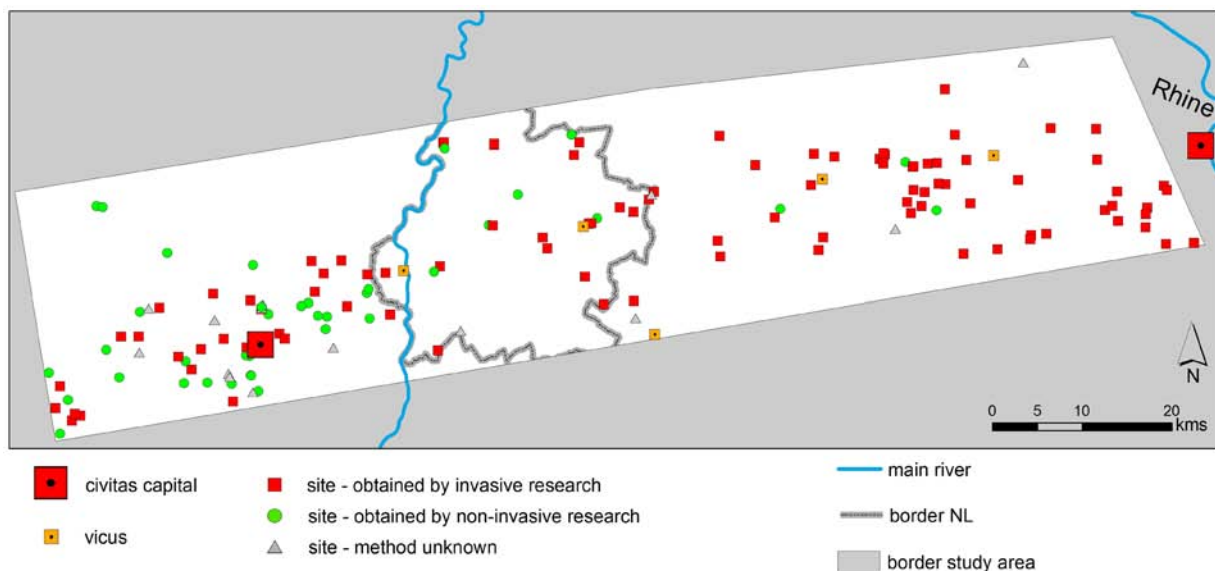 Rhine
N
0 5 10 20
kms
civitas capital
vicus
site - obtained by invasive research
site - obtained by non-invasive research
site - method unknown
main river
border NL
border study area